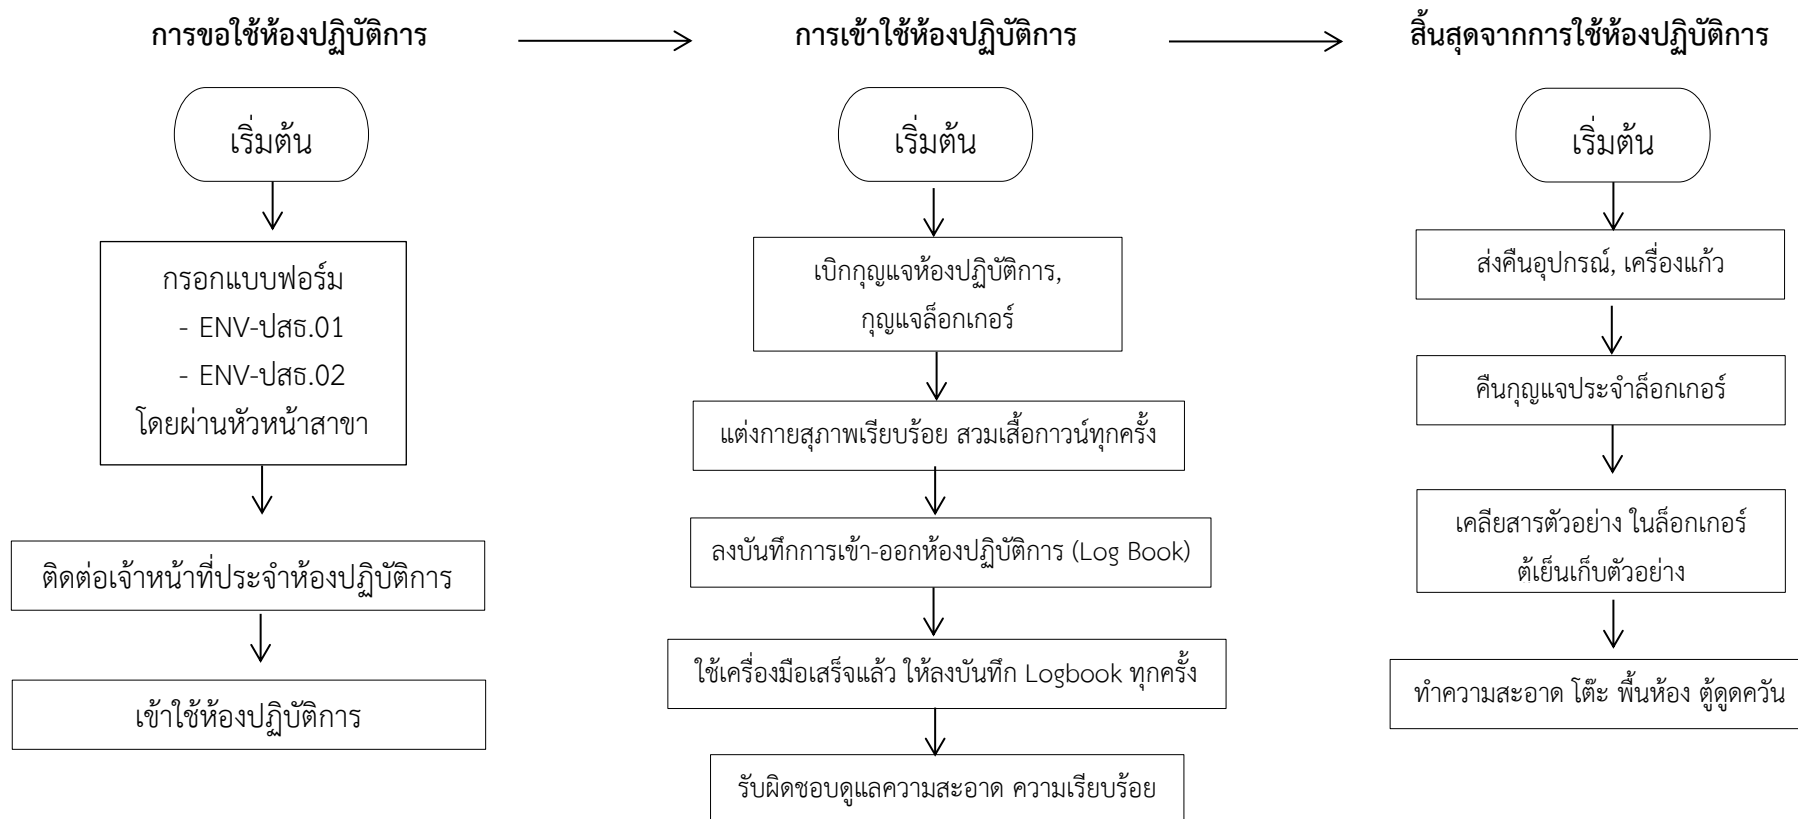 การขอใช้ห้องปฏิบัติการ
เริ่มต้น
กรอกแบบฟอร์ม
- ENV-ปสธ.01
- ENV-ปสธ.02
โดยผ่านหัวหน้าสาขา
ติดต่อเจ้าหน้าที่ประจำห้องปฏิบัติการ
เข้าใช้ห้องปฏิบัติการ
การเข้าใช้ห้องปฏิบัติการ
เริ่มต้น
เบิกกุญแจห้องปฏิบัติการ,
กุญแจล็อกเกอร์
แต่งกายสุภาพเรียบร้อย สวมเสื้อกาวน์ทุกครั้ง
ลงบันทึกการเข้า-ออกห้องปฏิบัติการ (Log Book)
ใช้เครื่องมือเสร็จแล้ว ให้ลงบันทึก Logbook ทุกครั้ง
รับผิดชอบดูแลความสะอาด ความเรียบร้อย
สิ้นสุดจากการใช้ห้องปฏิบัติการ
เริ่มต้น
ส่งคืนอุปกรณ์, เครื่องแก้ว
คืนกุญแจประจำล็อกเกอร์
เคลียสารตัวอย่าง ในล็อกเกอร์
ต้เย็นเก็บตัวอย่าง
ทำความสะอาด โต๊ะ พื้นห้อง ตู้ดูดควัน